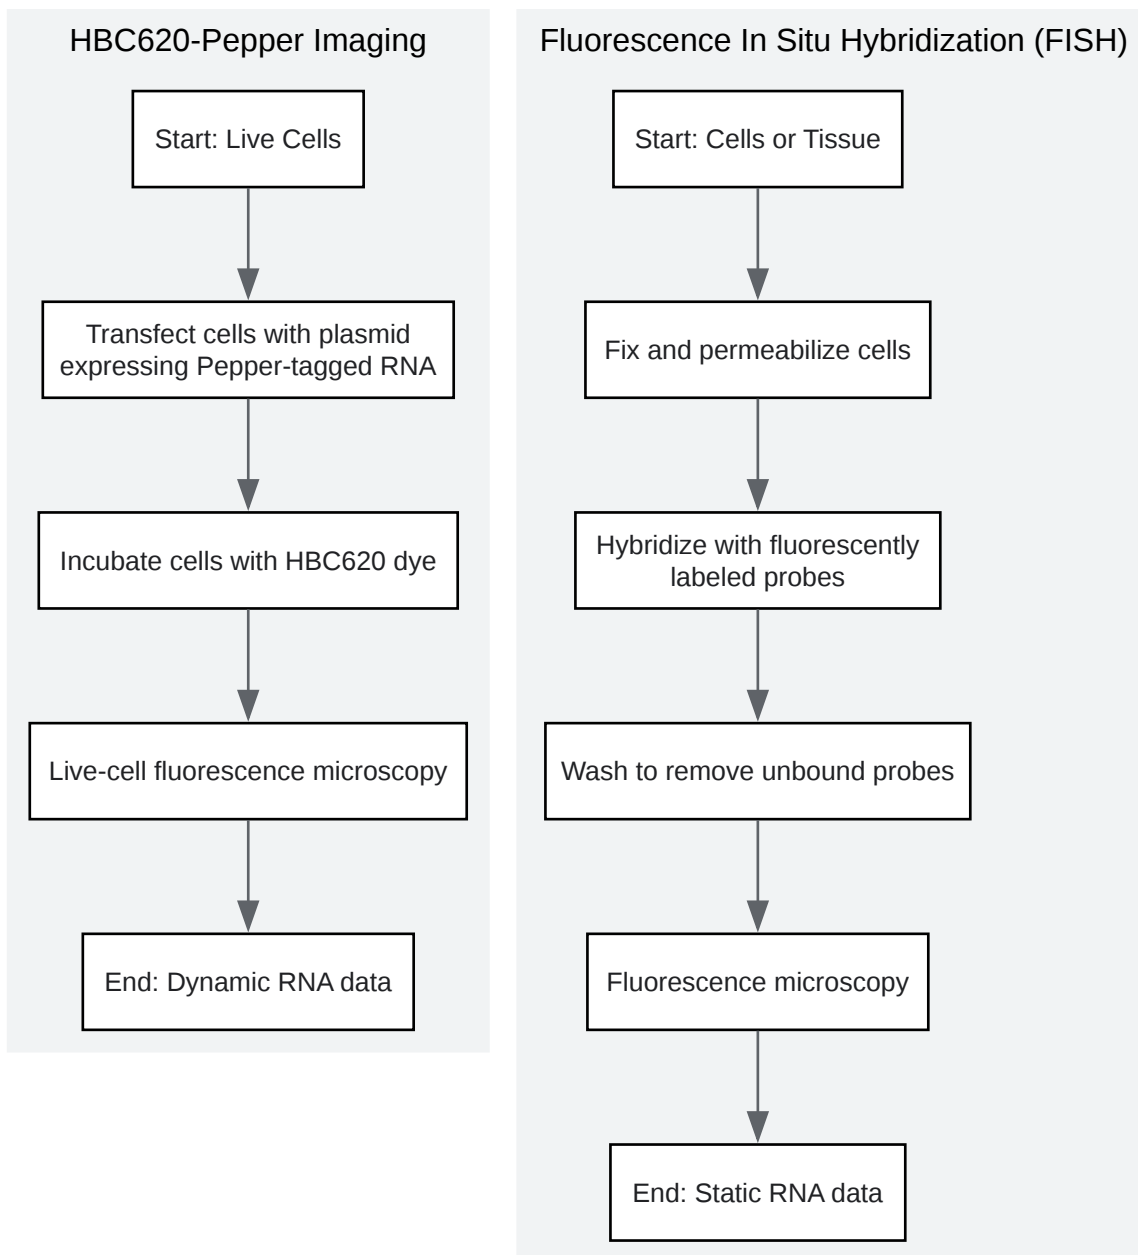 HBC620-Pepper Imaging
Start: Live Cells
Transfect cells with plasmid
expressing Pepper-tagged RNA
Incubate cells with HBC620 dye
Live-cell fluorescence microscopy
End: Dynamic RNA data
Fluorescence In Situ Hybridization (FISH)
Start: Cells or Tissue
Fix and permeabilize cells
Hybridize with fluorescently
labeled probes
Wash to remove unbound probes
Fluorescence microscopy
End: Static RNA data